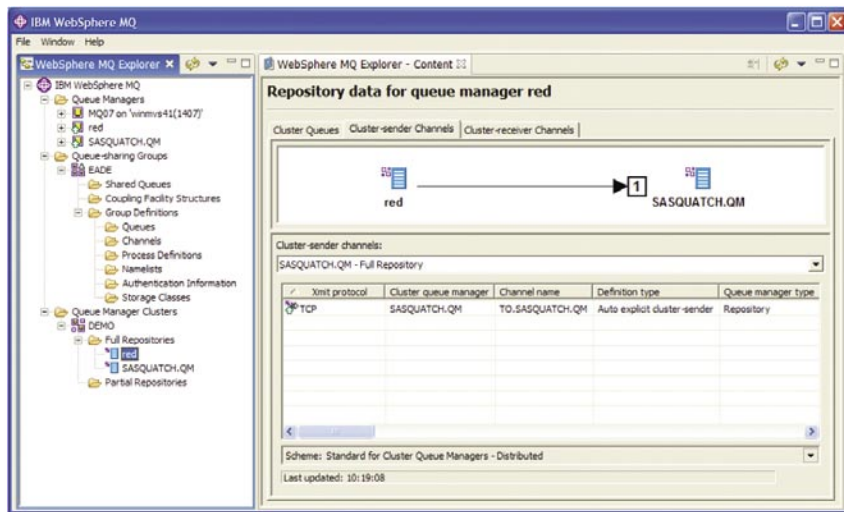 IBM WebSphere MQ
File Window Help
WebSphere MQ Explorer
IBM WebSphere MQ
Queue Managers
MQ07 on 'winmvs41(1407)'
red
SASQUATCH.QM
Queue-sharing Groups
EADE
Shared Queues
Coupling Facility Structures
Group Definitions
Queues
Channels
Process Definitions
Namelists
Authentication Information
Storage Classes
Queue Manager Clusters
DEMO
Full Repositories
red
SASQUATCH.QM
Partial Repositories
WebSphere MQ Explorer - Content
Repository data for queue manager red
Cluster Queues Cluster-sender Channels Cluster-receiver Channels
red 1 SASQUATCH.QM
Cluster-sender channels:
SASQUATCH.QM - Full Repository
Xmit protocol Cluster queue manager Channel name Definition type Queue manager type
TCP SASQUATCH.QM TO.SASQUATCH.QM Auto explicit cluster-sender Repository
Scheme: Standard for Cluster Queue Managers - Distributed
Last updated: 10:19:08